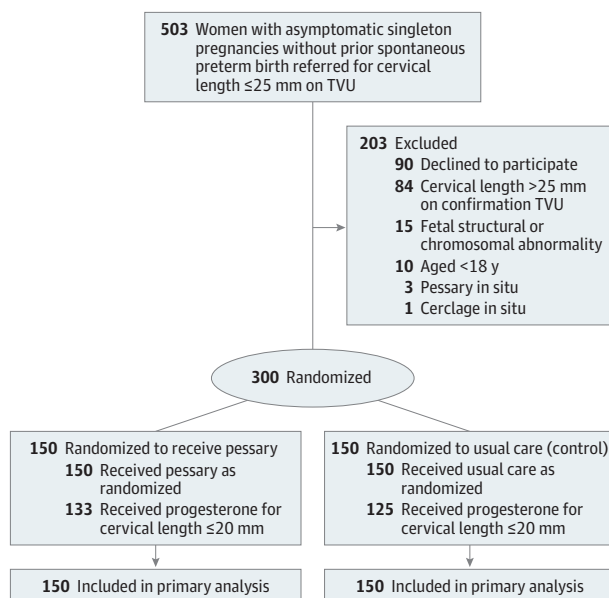 503 Women with asymptomatic singleton
pregnancies without prior spontaneous
preterm birth referred for cervical
length ≤25 mm on TVU
203 Excluded
90 Declined to participate
84 Cervical length >25 mm
on confirmation TVU
15 Fetal structural or
chromosomal abnormality
10 Aged <18 y
3 Pessary in situ
1 Cerclage in situ
300 Randomized
150 Randomized to receive pessary
150 Received pessary as
randomized
133 Received progesterone for
cervical length ≤20 mm
150 Randomized to usual care (control)
150 Received usual care as
randomized
125 Received progesterone for
cervical length ≤20 mm
150 Included in primary analysis
150 Included in primary analysis